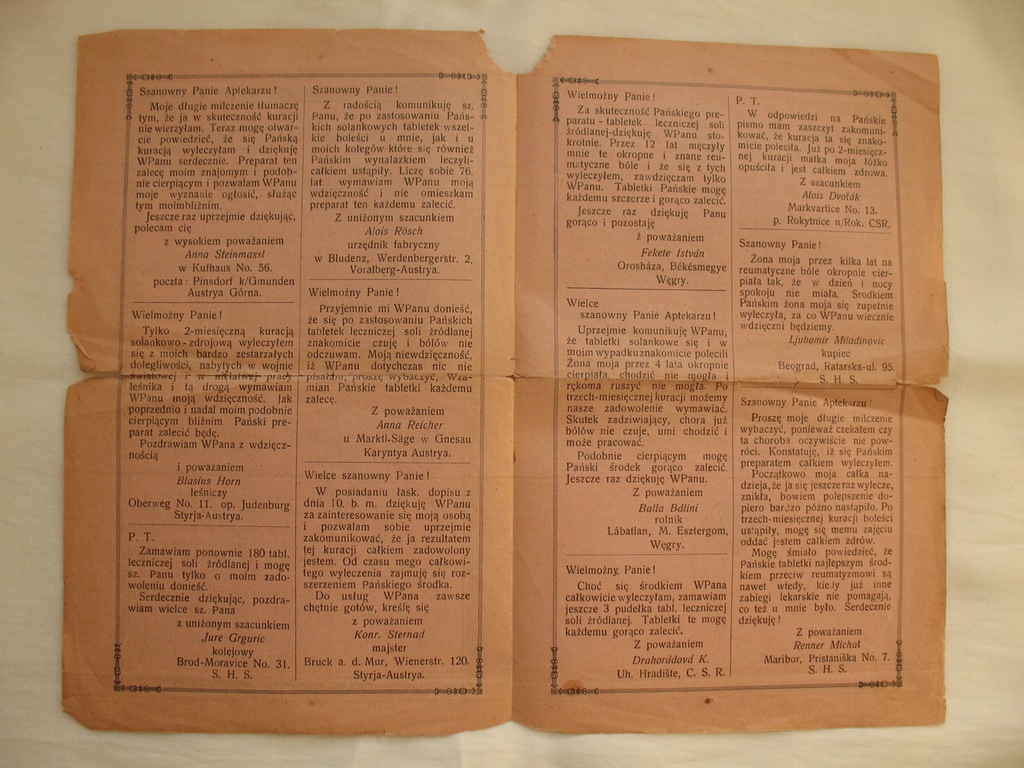 Szanowny Panie Aptekarzu!
Moje długie milczenie tłumaczę
tym, że ja w skuteczność kuracji
nie wierzyłam. Teraz mogę otwar-
cie powiedzieć, że się Pańską
kuracją wyleczyłam i dziękuję
WPanu serdecznie. Preparat ten
zalecę moim znajomym i podob-
nie cierpiącym i pozwalam WPanu
moje wyznanie ogłosić, służąc
tym moim bliźnim.
Jeszcze raz uprzejmie dziękując,
polecam cię
z wysokiem poważaniem
Anna Steinmassl
w Kufhaus No. 56.
poczta: Pinsdorf k/Gmunden
Austrya Górna.
Wielmożny Panie!
Tylko 2-miesięczną kuracją
solankowo-zdrojową wyleczyłem
się z moich bardzo zestarzałych
dolegliwości, nabytych w wojnie
światowej i w
leśnika i tą drogą wymawiam
WPanu moją wdzięczność. Jak
poprzednio i nadal moim podobnie
cierpiącym bliźnim Pański pre-
parat zalecić będę.
Pozdrawiam WPana z wdzięcz-
nością
i poważaniem
Blasius Horn
leśniczy
Oberweg No. 11. op. Judenburg
Styrja-Austrya.
P. T.
Zamawiam ponownie 180 tabl.
leczniczej soli źródlanej i mogę
sz. Panu tylko o moim zado-
woleniu donieść.
Serdecznie dziękując, pozdra-
wiam wielce sz. Pana
z uniżonym szacunkiem
Jure Grguric
kolejowy
Brod-Moravice No. 31.
S. H. S.
Szanowny Panie!
Z radością komunikuję sz.
Panu, że po zastosowaniu Pańs-
kich solankowych tabletek wszel-
kie boleści u mnie, jak i u
moich kolegów które się również
Pańskim wynalazkiem leczyli-
całkiem ustąpiły. Liczę sobie 76.
lat. wymawiam WPanu moją
wdzięczność i nie omieszkam
preparat ten każdemu zalecić.
Z uniżonym szacunkiem
Alois Rösch
urzędnik fabryczny
w Bludenz, Werdenbergerstr. 2.
Voralberg-Austrya.
Wielmożny Panie!
Przyjemnie mi WPanu donieść,
że się po zastosowaniu Pańskich
tabletek leczniczej soli źródlanej
znakomicie czuję i bólów nie
odczuwam. Moją niewdzięczność,
iż WPanu dotychczas nic nie
pisałam, proszę wybaczyć. Wza-
mian Pańskie tabletki każdemu
zalecę.
Z poważaniem
Anna Reicher
u Marktl-Säge w Gnesau
Karyntya Austrya.
Wielce szanowny Panie!
W posiadaniu łask. dopisu z
dnia 10. b. m. dziękuję WPanu
za zainteresowanie się moją osobą
i pozwalam sobie uprzejmie
zakomunikować, że ja rezultatem
tej kuracji całkiem zadowolony
jestem. Od czasu mego całkowi-
tego wyleczenia zajmuję się roz-
szerzeniem Pańskiego środka.
Do usług WPana zawsze
chętnie gotów, kreślę się
z poważaniem
Konr. Sternad
majster
Bruck a. d. Mur, Wienerstr. 120.
Styrja-Austrya.
Wielmożny Panie!
Za skuteczność Pańskiego pre-
paratu - tabletek leczniczej soli
źródlanej-dziękuję WPanu sto-
krotnie. Przez 12 lat męczyły
mnie te okropne i znane reu-
matyczne bóle i że się z tych
wyleczyłem, zawdzięczam tylko
WPanu. Tabletki Pańskie mogę
każdemu szczerze i gorąco zalecić.
Jeszcze raz dziękuję Panu
gorąco i pozostaję
z poważaniem
Fekete István
Orosháza, Békésmegye
Węgry.
Wielce
szanowny Panie Aptekarzu!
Uprzejmie komunikuję WPanu,
że tabletki solankowe się i w
moim wypadku znakomicie polecili
Żona moja przez 4 lata okropnie
cierpiała, chodzić nie mogła i
rękoma ruszyć nie mogła. Po
trzech-miesięcznej kuracji możemy
nasze zadowolenie wymawiać.
Skutek zadziwiający, chora już
bólów nie czuje, umi chodzić i
może pracować.
Podobnie cierpiącym mogę
Pański środek gorąco zalecić.
Jeszcze raz dziękuję WPanu.
Z poważaniem
Balla Bálini
rolnik
Lábatlan, M. Esztergom,
Węgry.
Wielmożny Panie!
Choć się środkiem WPana
całkowicie wyleczyłam, zamawiam
jeszcze 3 pudełka tabl. leczniczej
soli źródlanej. Tabletki te mogę
każdemu gorąco zalecić.
Z poważaniem
Drahorádová K.
Uh. Hradište, C. S. R.
P. T.
W odpowiedzi na Pańskie
pismo mam zaszczyt zakomuni-
kować, że kuracja ta się znako-
micie poleciła. Już po 2-miesięcz-
nej kuracji matka moja łóżko
opuściła i jest całkiem zdrowa.
Z szacunkiem
Alois Dvořák
Markvartice No. 13.
p. Rokytnice n/Rok. CSR.
Szanowny Panie!
Żona moja przez kilka lat na
reumatyczne bóle okropnie cier-
piała tak, że w dzień i nocy
spokoju nie miała. Srodkiem
Pańskim żona moja się zupełnie
wyleczyła, za co WPanu wiecznie
wdzięczni będziemy.
Ljubomir Miladinovic
kupiec
Beograd, Ratarska-ul. 95.
S. H. S.
Szanowny Panie Aptekarzu!
Proszę moje długie milczenie
wybaczyć, ponieważ czekałem czy
ta choroba oczywiście nie pow-
róci. Konstatuję, iż się Pańskim
preparatem całkiem wyleczyłem.
Początkowo moja całka na-
dzieja, że ja się jeszcze raz wylecze,
znikła, bowiem polepszenie do-
piero bardzo późno nastąpiło. Po
trzech-miesięcznej kuracji boleści
ustąpiły, mogę się memu zajęciu
oddać jestem całkiem zdrów.
Mogę śmiało powiedzieć, że
Pańskie tabletki najlepszym środ-
kiem przeciw reumatyzmowi są
nawet wtedy, kiedy już inne
zabiegi lekarskie nie pomagają,
co też u mnie było. Serdecznie
dziękuję!
Z poważaniem
Renner Michal
Maribor, Pristaniška No. 7.
S. H. S.